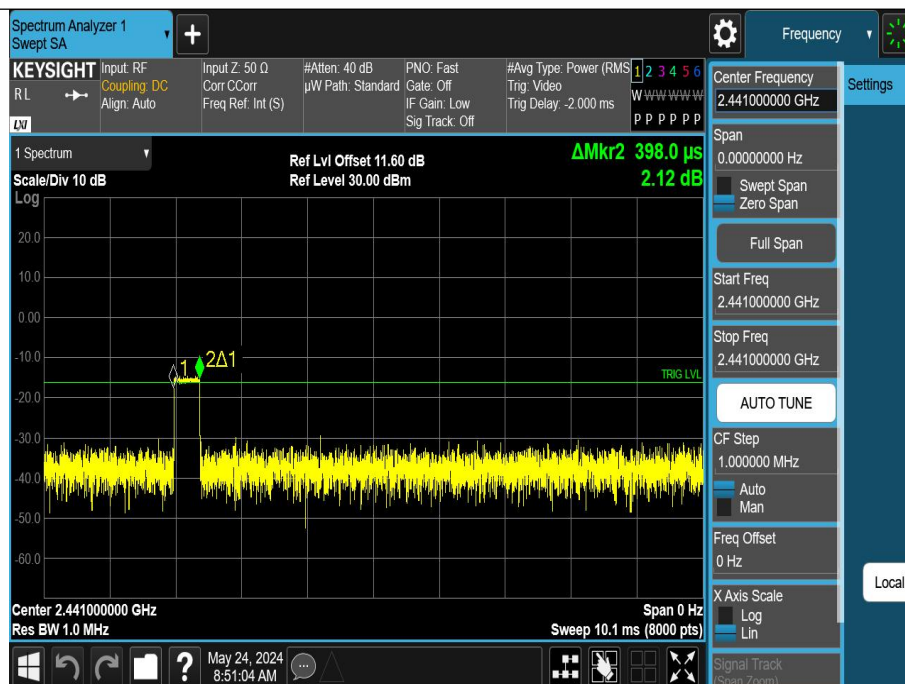 Spectrum Analyzer 1
Swept SA
+
Frequency
KEYSIGHT
RL
LXI
Input: RF
Coupling: DC
Align: Auto
Input Z: 50 Ω
Corr CCorr
Freq Ref: Int (S)
#Atten: 40 dB
µW Path: Standard
PNO: Fast
Gate: Off
IF Gain: Low
Sig Track: Off
#Avg Type: Power (RMS
Trig: Video
Trig Delay: -2.000 ms
1 2 3 4 5 6
W W W W W W
P P P P P P
1 Spectrum
Scale/Div 10 dB
Log
Ref Lvl Offset 11.60 dB
Ref Level 30.00 dBm
ΔMkr2 398.0 µs
2.12 dB
20.0
10.0
0.00
-10.0
-20.0
-30.0
-40.0
-50.0
-60.0
1
2Δ1
TRIG LVL
Center 2.441000000 GHz
Res BW 1.0 MHz
Span 0 Hz
Sweep 10.1 ms (8000 pts)
?
May 24, 2024
8:51:04 AM
Center Frequency
2.441000000 GHz
Span
0.00000000 Hz
Swept Span
Zero Span
Full Span
Start Freq
2.441000000 GHz
Stop Freq
2.441000000 GHz
AUTO TUNE
CF Step
1.000000 MHz
Auto
Man
Freq Offset
0 Hz
X Axis Scale
Log
Lin
Signal Track
(Span Zoom)
Settings
Local